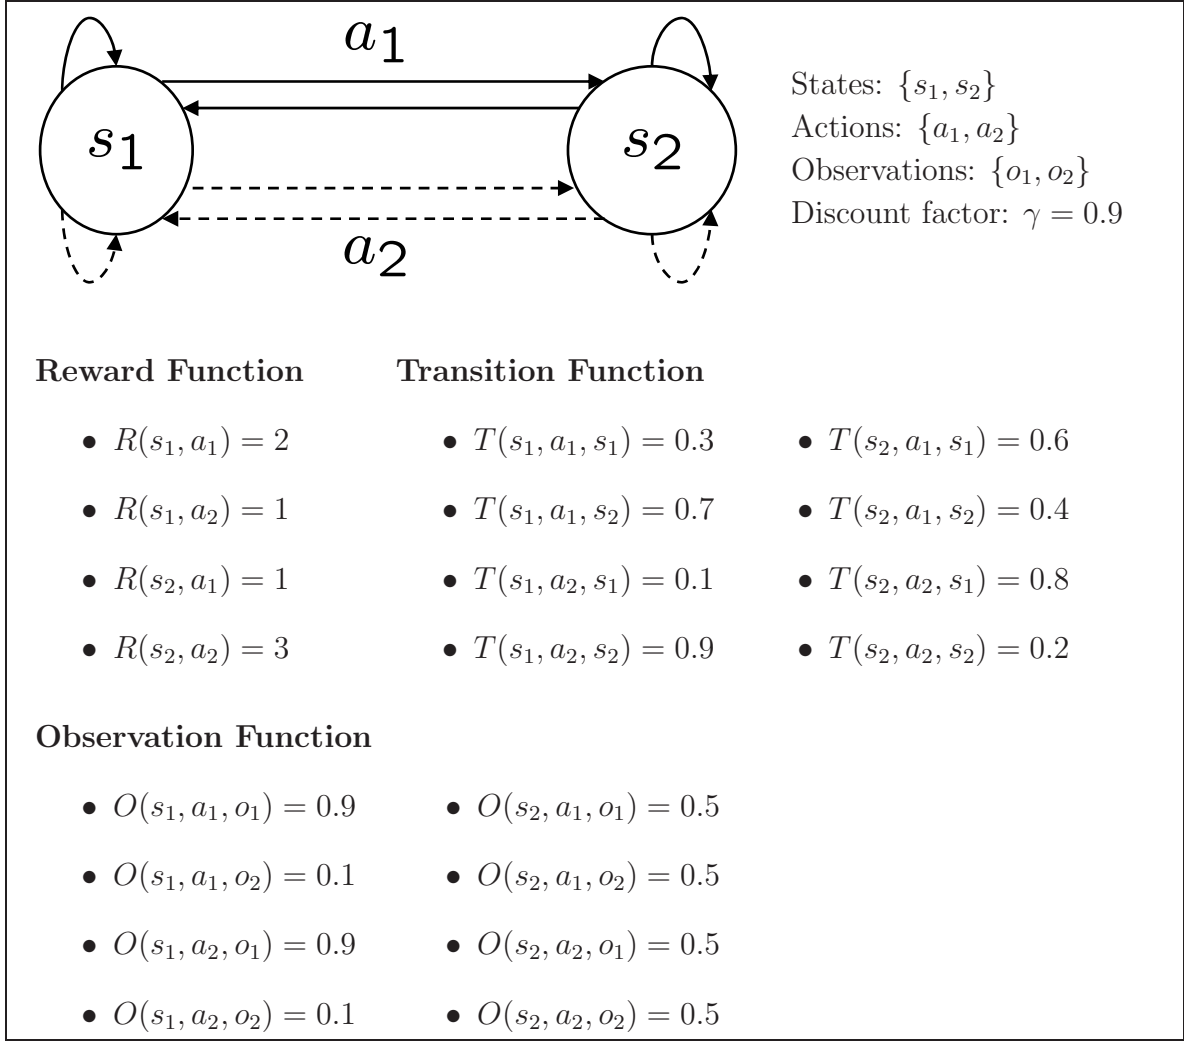 a₁
s₁ s₂
a₂
States: {s₁, s₂}
Actions: {a₁, a₂}
Observations: {o₁, o₂}
Discount factor: γ = 0.9
Reward Function
• R(s₁, a₁) = 2
• R(s₁, a₂) = 1
• R(s₂, a₁) = 1
• R(s₂, a₂) = 3
Transition Function
• T(s₁, a₁, s₁) = 0.3
• T(s₁, a₁, s₂) = 0.7
• T(s₁, a₂, s₁) = 0.1
• T(s₁, a₂, s₂) = 0.9
• T(s₂, a₁, s₁) = 0.6
• T(s₂, a₁, s₂) = 0.4
• T(s₂, a₂, s₁) = 0.8
• T(s₂, a₂, s₂) = 0.2
Observation Function
• O(s₁, a₁, o₁) = 0.9
• O(s₁, a₁, o₂) = 0.1
• O(s₁, a₂, o₁) = 0.9
• O(s₁, a₂, o₂) = 0.1
• O(s₂, a₁, o₁) = 0.5
• O(s₂, a₁, o₂) = 0.5
• O(s₂, a₂, o₁) = 0.5
• O(s₂, a₂, o₂) = 0.5